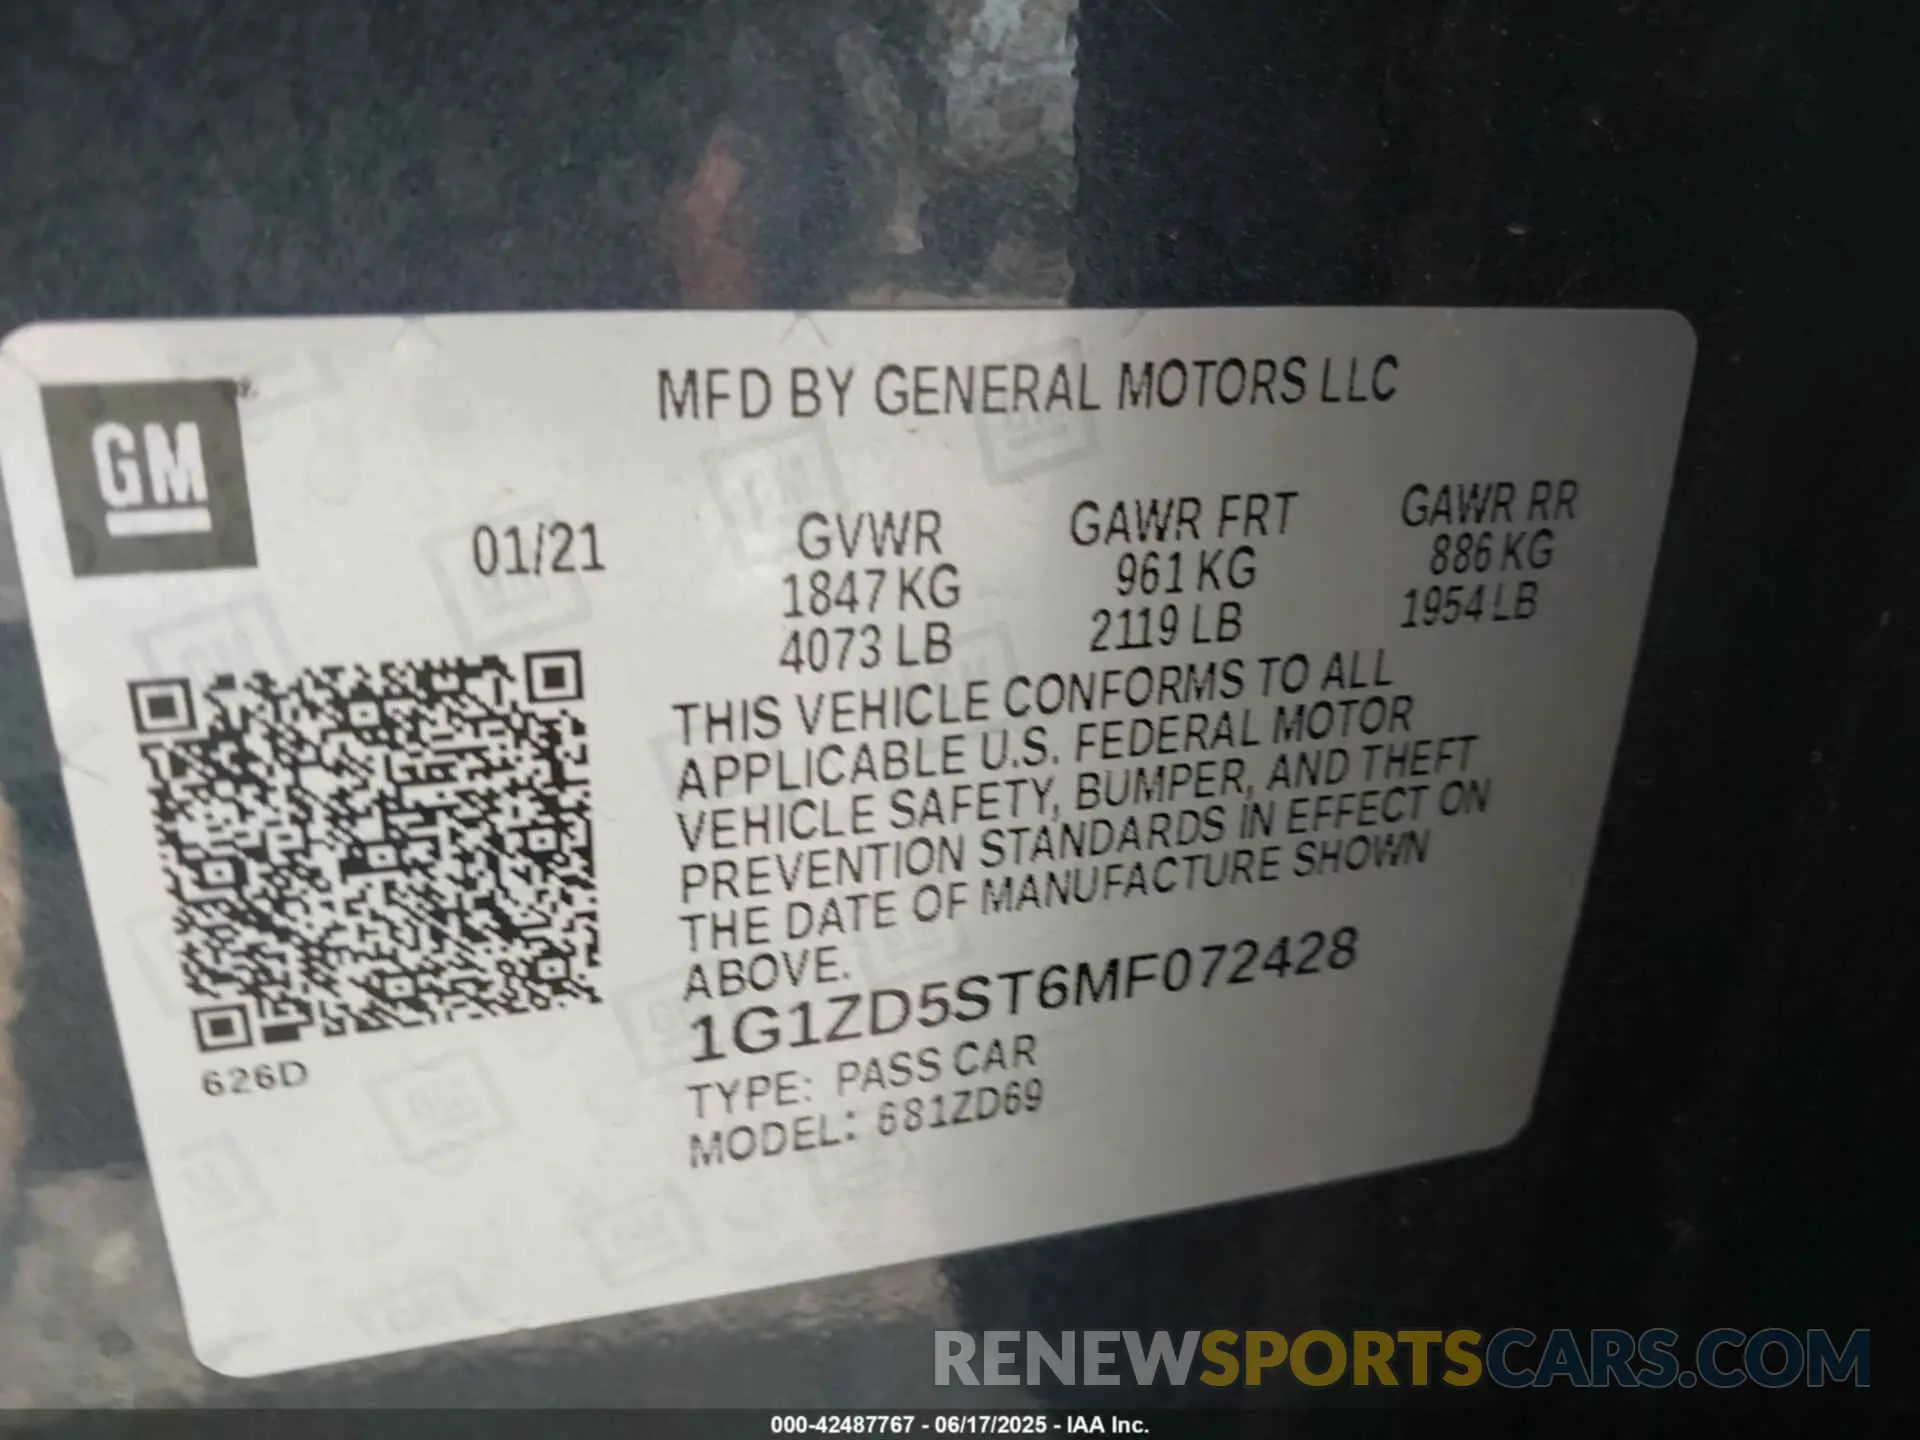 MFD BY GENERAL MOTORS LLC
GM
01/21
GVWR GAWR FRT GAWR RR
1847 KG 961 KG 886 KG
4073 LB 2119 LB 1954 LB
THIS VEHICLE CONFORMS TO ALL
APPLICABLE U.S. FEDERAL MOTOR
VEHICLE SAFETY, BUMPER, AND THEFT
PREVENTION STANDARDS IN EFFECT ON
THE DATE OF MANUFACTURE SHOWN
ABOVE.
1G1ZD5ST6MF072428
TYPE: PASS CAR
MODEL: 681ZD69
626D
RENEWSPORTSCARS.COM
000-42487767 - 06/17/2025 - IAA Inc.